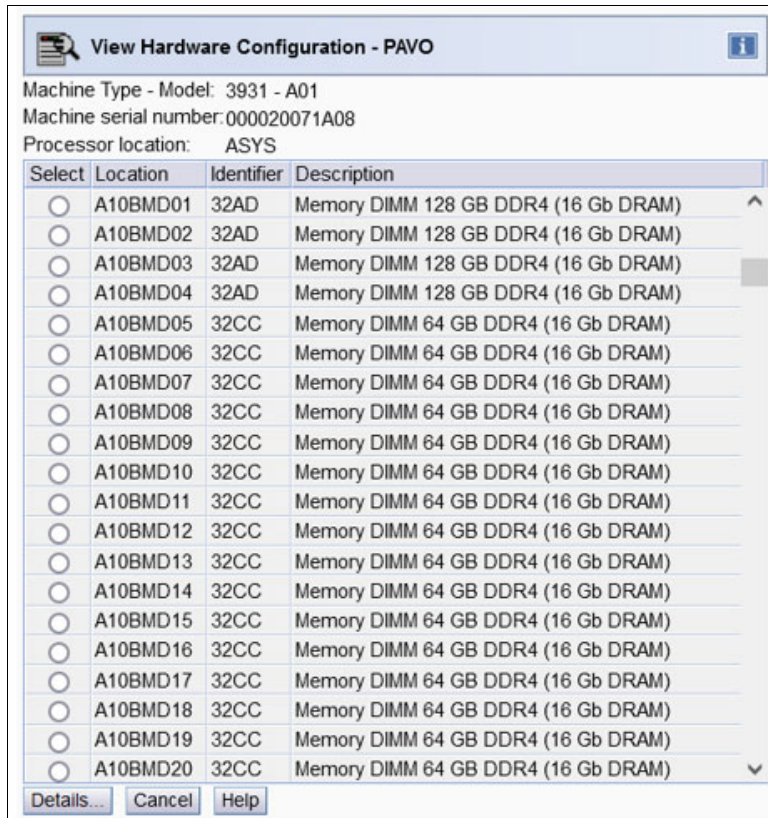 View Hardware Configuration - PAVO
Machine Type - Model: 3931 - A01
Machine serial number: 000020071A08
Processor location: ASYS
Select Location Identifier Description
A10BMD01 32AD Memory DIMM 128 GB DDR4 (16 Gb DRAM)
A10BMD02 32AD Memory DIMM 128 GB DDR4 (16 Gb DRAM)
A10BMD03 32AD Memory DIMM 128 GB DDR4 (16 Gb DRAM)
A10BMD04 32AD Memory DIMM 128 GB DDR4 (16 Gb DRAM)
A10BMD05 32CC Memory DIMM 64 GB DDR4 (16 Gb DRAM)
A10BMD06 32CC Memory DIMM 64 GB DDR4 (16 Gb DRAM)
A10BMD07 32CC Memory DIMM 64 GB DDR4 (16 Gb DRAM)
A10BMD08 32CC Memory DIMM 64 GB DDR4 (16 Gb DRAM)
A10BMD09 32CC Memory DIMM 64 GB DDR4 (16 Gb DRAM)
A10BMD10 32CC Memory DIMM 64 GB DDR4 (16 Gb DRAM)
A10BMD11 32CC Memory DIMM 64 GB DDR4 (16 Gb DRAM)
A10BMD12 32CC Memory DIMM 64 GB DDR4 (16 Gb DRAM)
A10BMD13 32CC Memory DIMM 64 GB DDR4 (16 Gb DRAM)
A10BMD14 32CC Memory DIMM 64 GB DDR4 (16 Gb DRAM)
A10BMD15 32CC Memory DIMM 64 GB DDR4 (16 Gb DRAM)
A10BMD16 32CC Memory DIMM 64 GB DDR4 (16 Gb DRAM)
A10BMD17 32CC Memory DIMM 64 GB DDR4 (16 Gb DRAM)
A10BMD18 32CC Memory DIMM 64 GB DDR4 (16 Gb DRAM)
A10BMD19 32CC Memory DIMM 64 GB DDR4 (16 Gb DRAM)
A10BMD20 32CC Memory DIMM 64 GB DDR4 (16 Gb DRAM)
Details... Cancel Help